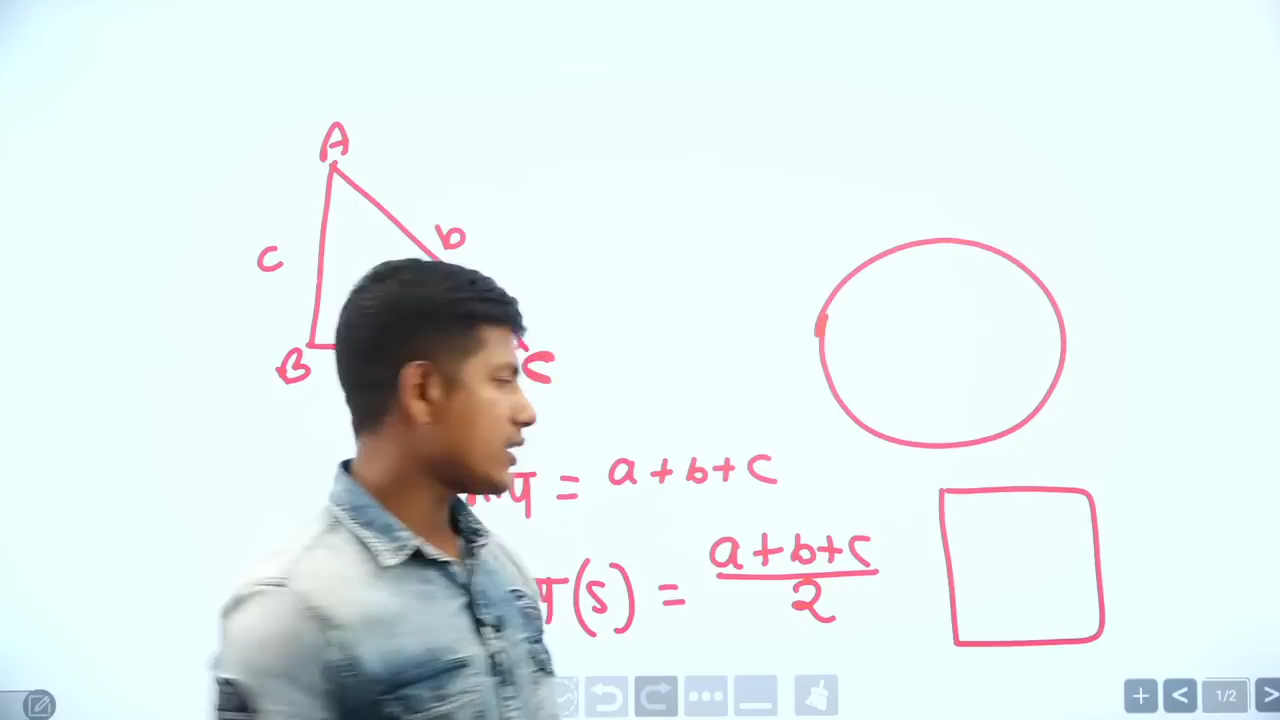 A
b
c
B
C
= a+b+c
(S) = a+b+c
2
1/2